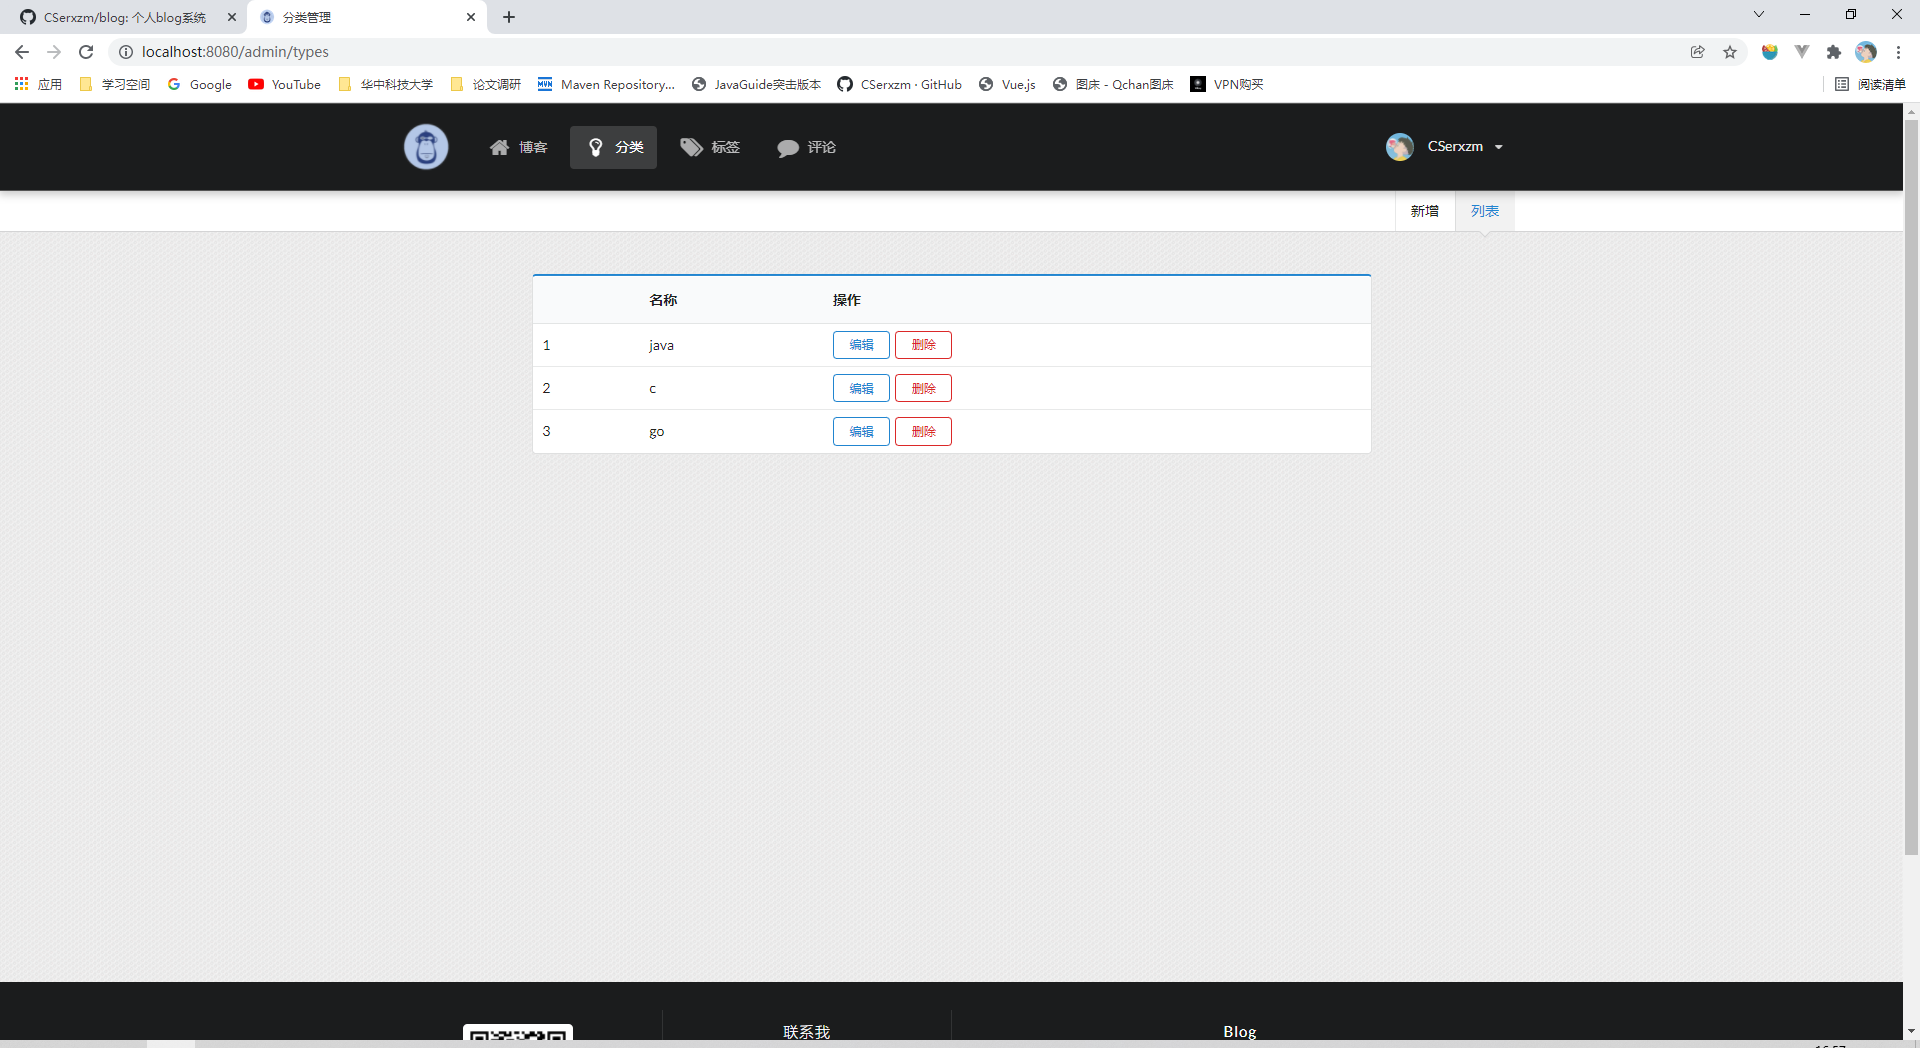 CSerxzm/blog: 个人blog系统 分类管理
localhost:8080/admin/types
应用 学习空间 Google YouTube 华中科技大学 论文调研 Maven Repository... JavaGuide突击版本 CSerxzm · GitHub Vue.js 图床 - Qchan图床 VPN购买 阅读清单
博客 分类 标签 评论 CSerxzm
新增 列表
名称 操作
1 java 编辑 删除
2 c 编辑 删除
3 go 编辑 删除
联系我 Blog